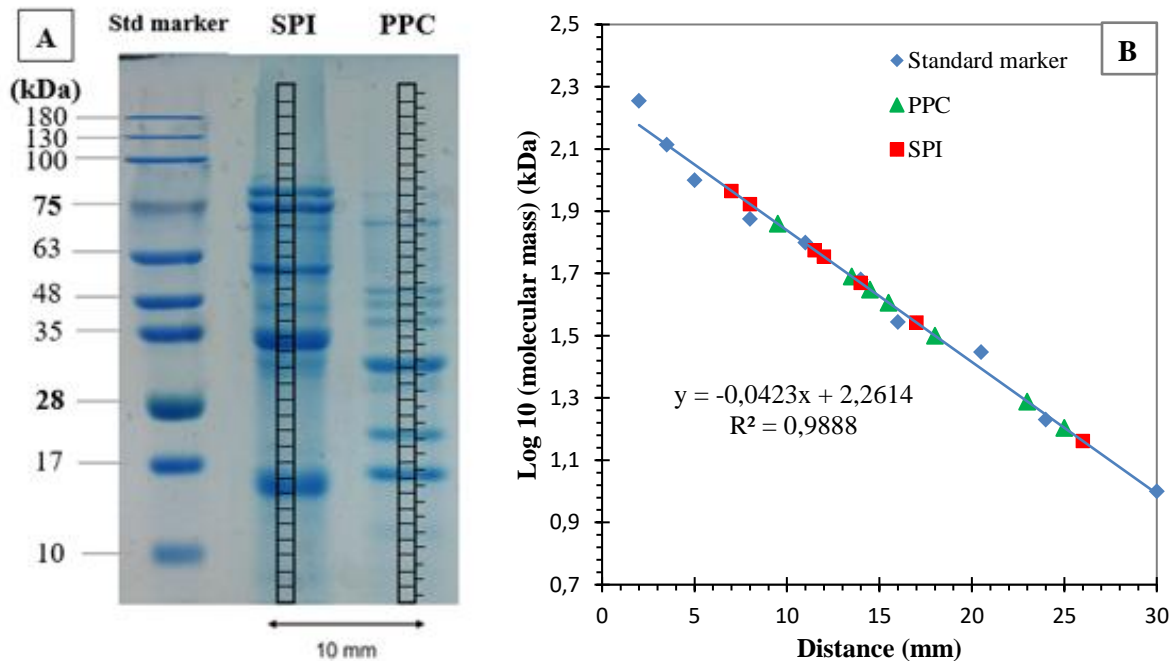 A
Std marker SPI PPC
(kDa)
180
130
100
75
63
48
35
28
17
10
10 mm
B
Log 10 (molecular mass) (kDa)
2,5
2,3
2,1
1,9
1,7
1,5
1,3
1,1
0,9
0,7
Standard marker
PPC
SPI
y = -0,0423x + 2,2614
R² = 0,9888
0 5 10 15 20 25 30
Distance (mm)